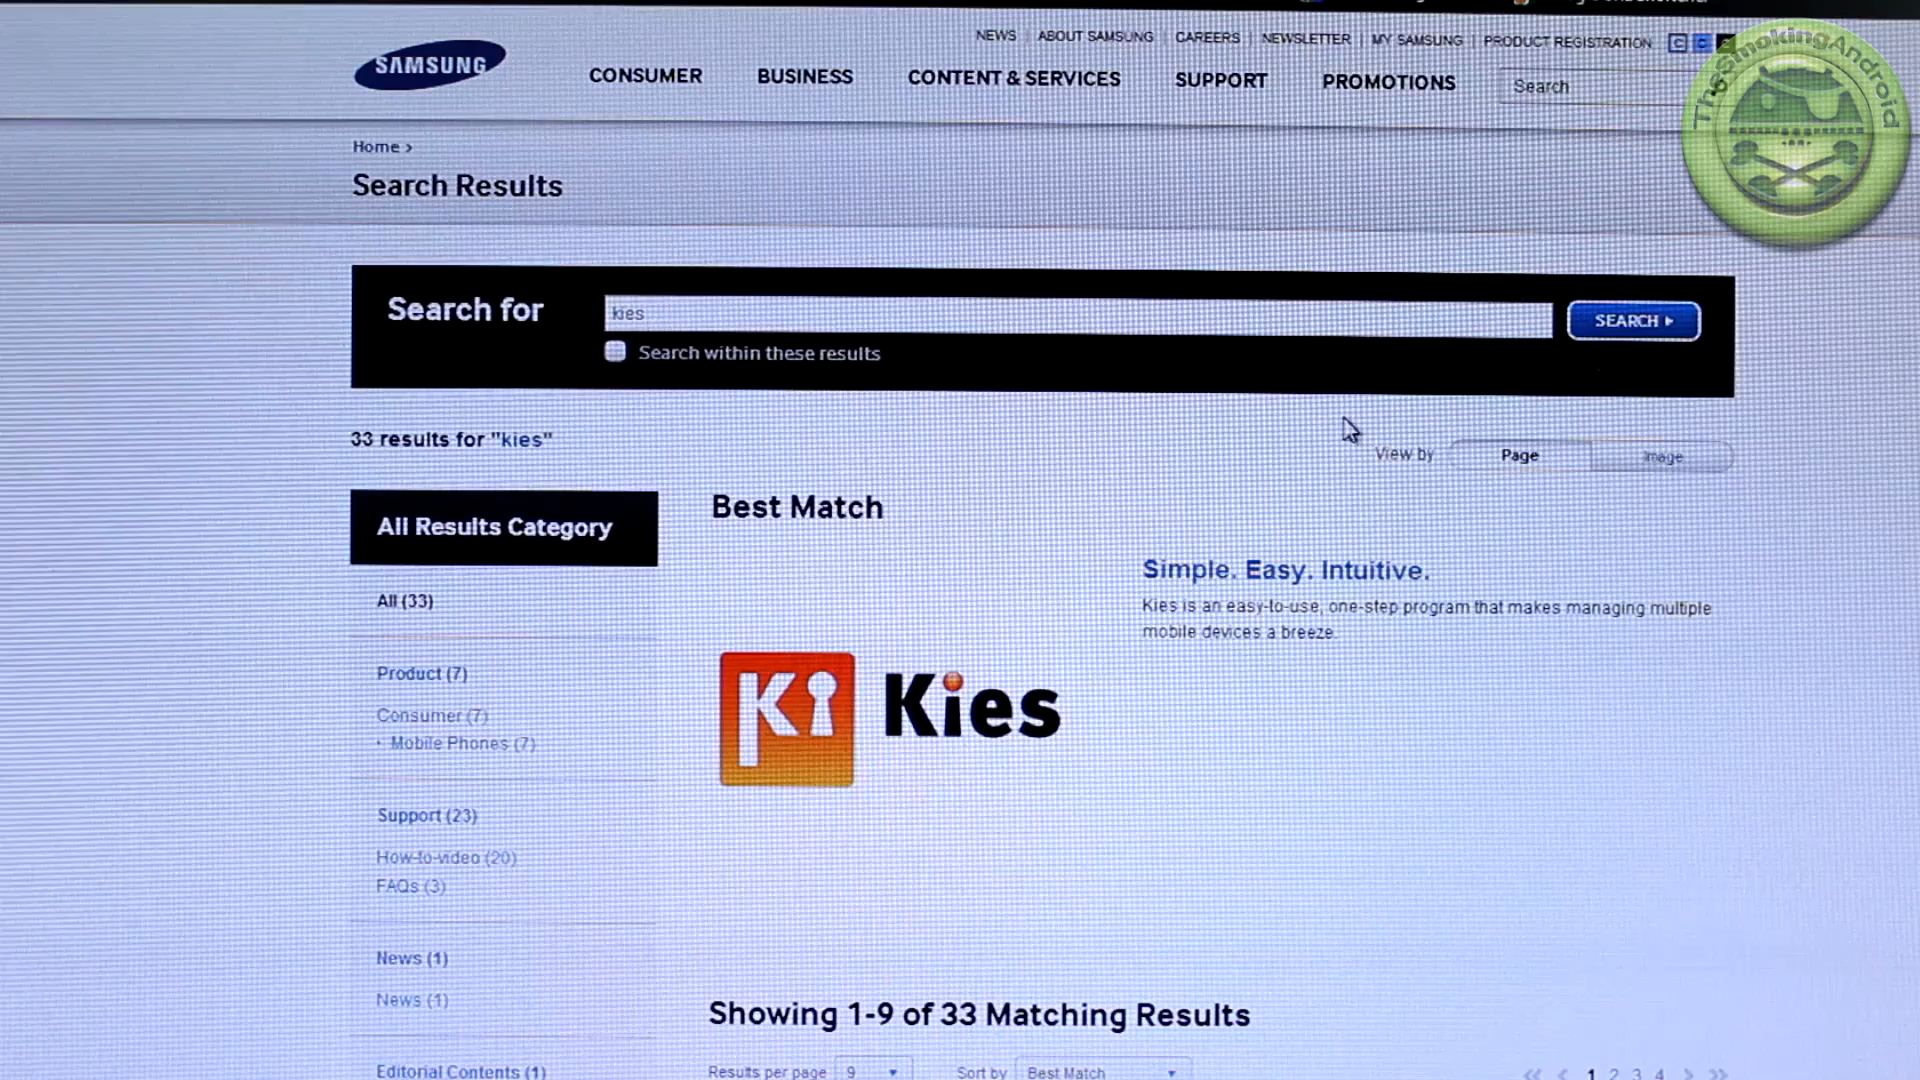 NEWS | ABOUT SAMSUNG | CAREERS | NEWSLETTER | MY SAMSUNG | PRODUCT REGISTRATION
SAMSUNG
CONSUMER BUSINESS CONTENT & SERVICES SUPPORT PROMOTIONS Search
TheSmokingAndroid
Home >
Search Results
Search for kies SEARCH
Search within these results
33 results for "kies"
View by Page Image
All Results Category
Best Match
Simple. Easy. Intuitive.
Kies is an easy-to-use, one-step program that makes managing multiple
mobile devices a breeze.
Ki Kies
All (33)
Product (7)
Consumer (7)
· Mobile Phones (7)
Support (23)
How-to-video (20)
FAQs (3)
News (1)
News (1)
Editorial Contents (1)
Showing 1-9 of 33 Matching Results
Results per page 9 Sort by Best Match << < 1 2 3 4 > >>